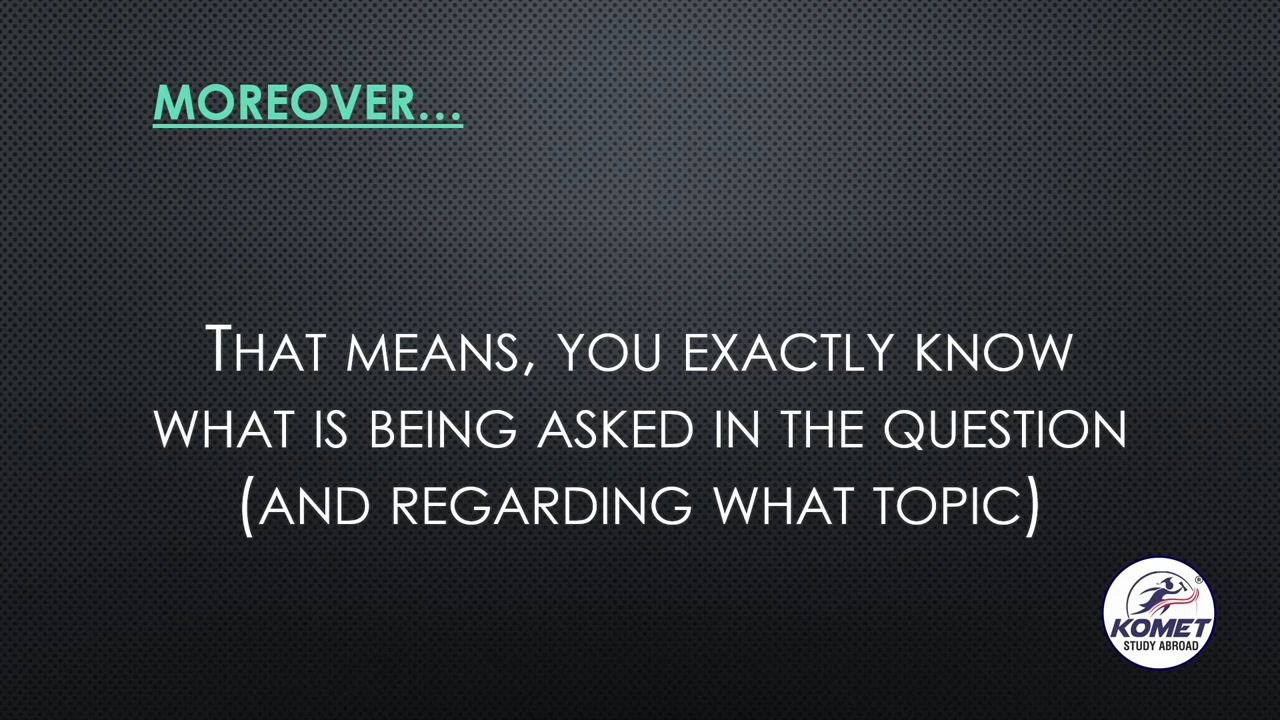 MOREOVER...
THAT MEANS, YOU EXACTLY KNOW
WHAT IS BEING ASKED IN THE QUESTION
(AND REGARDING WHAT TOPIC)
®
KOMET
STUDY ABROAD